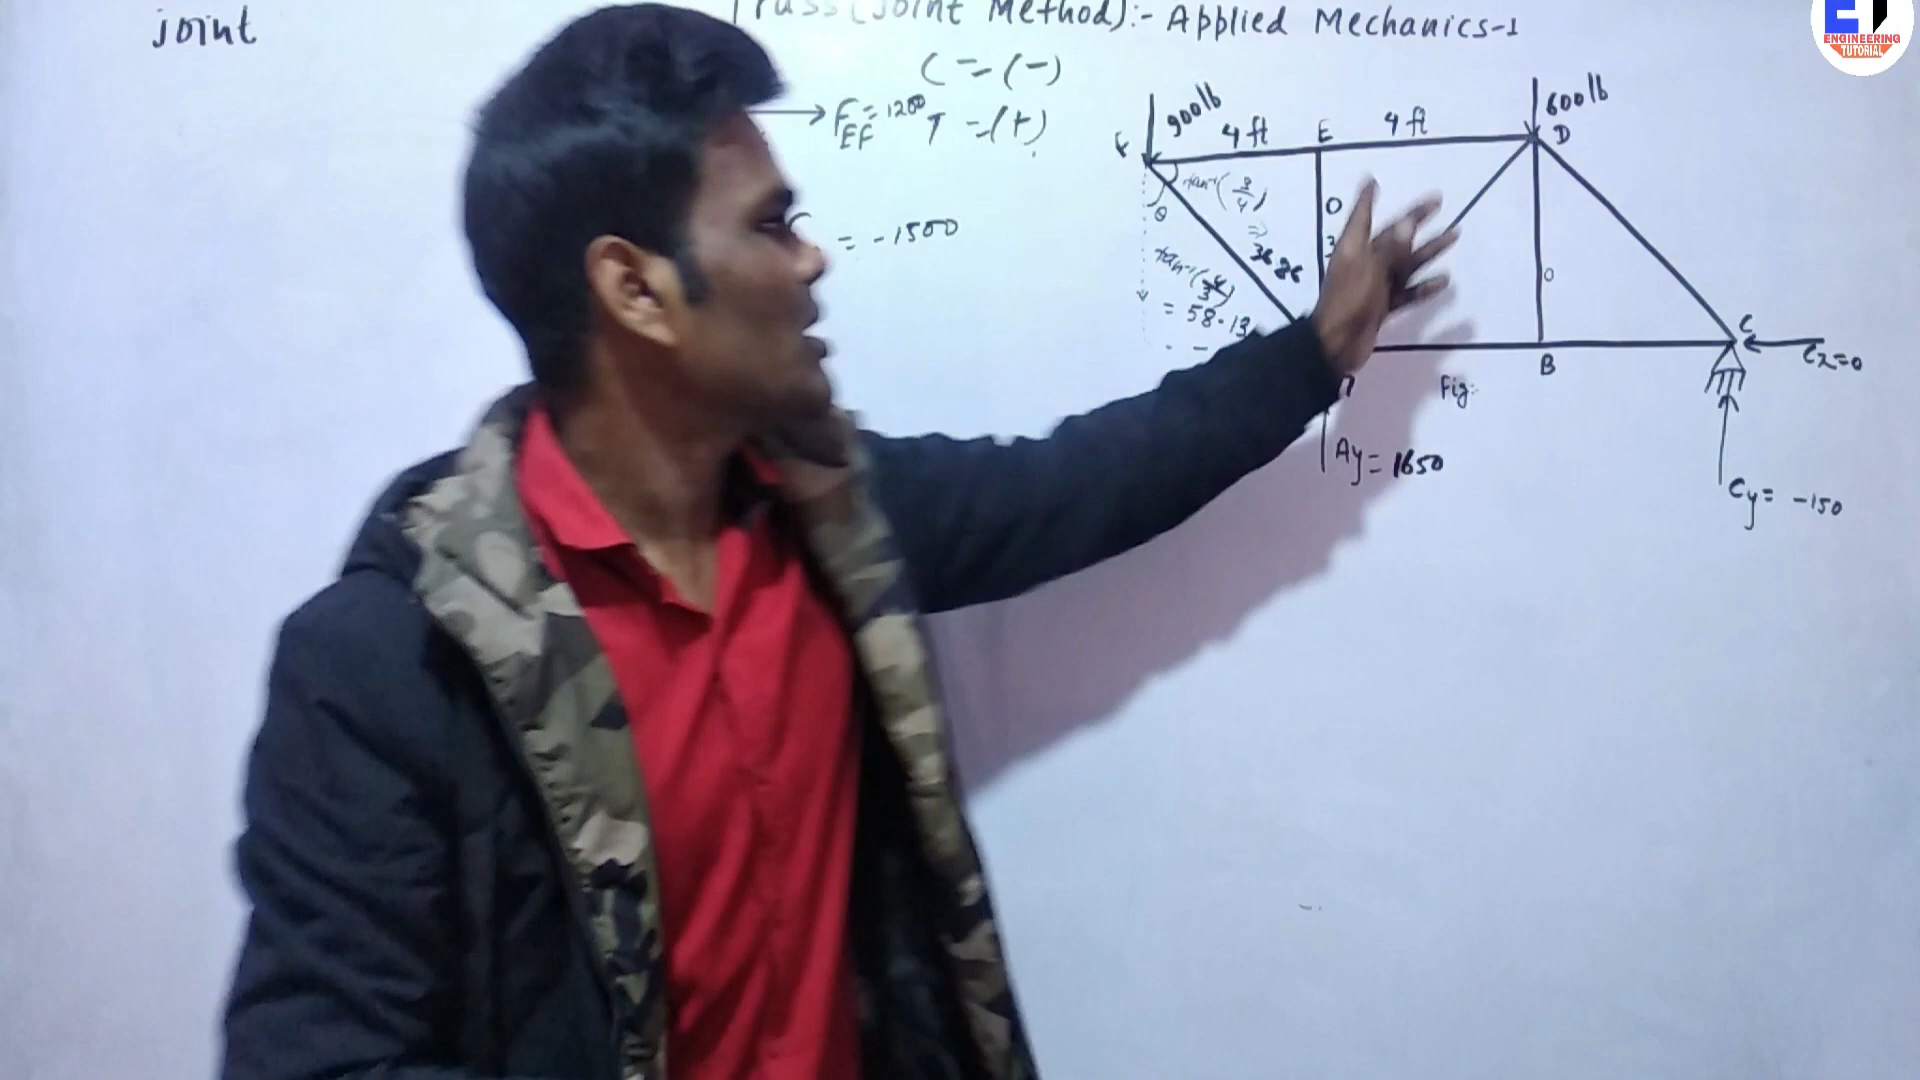 joint
Truss (Joint Method):- Applied Mechanics-1
C = (-)
F_EF = 1200
T = (+)
= -1500
900lb
4 ft
E
4 ft
600lb
D
F
tan⁻¹(3/4)
⇒
36.86
θ
tan⁻¹(4/3)
= 58.13
0
3
0
C
Cx=0
B
Fig:
Ay = 1650
Cy = -150
ET
ENGINEERING
TUTORIAL